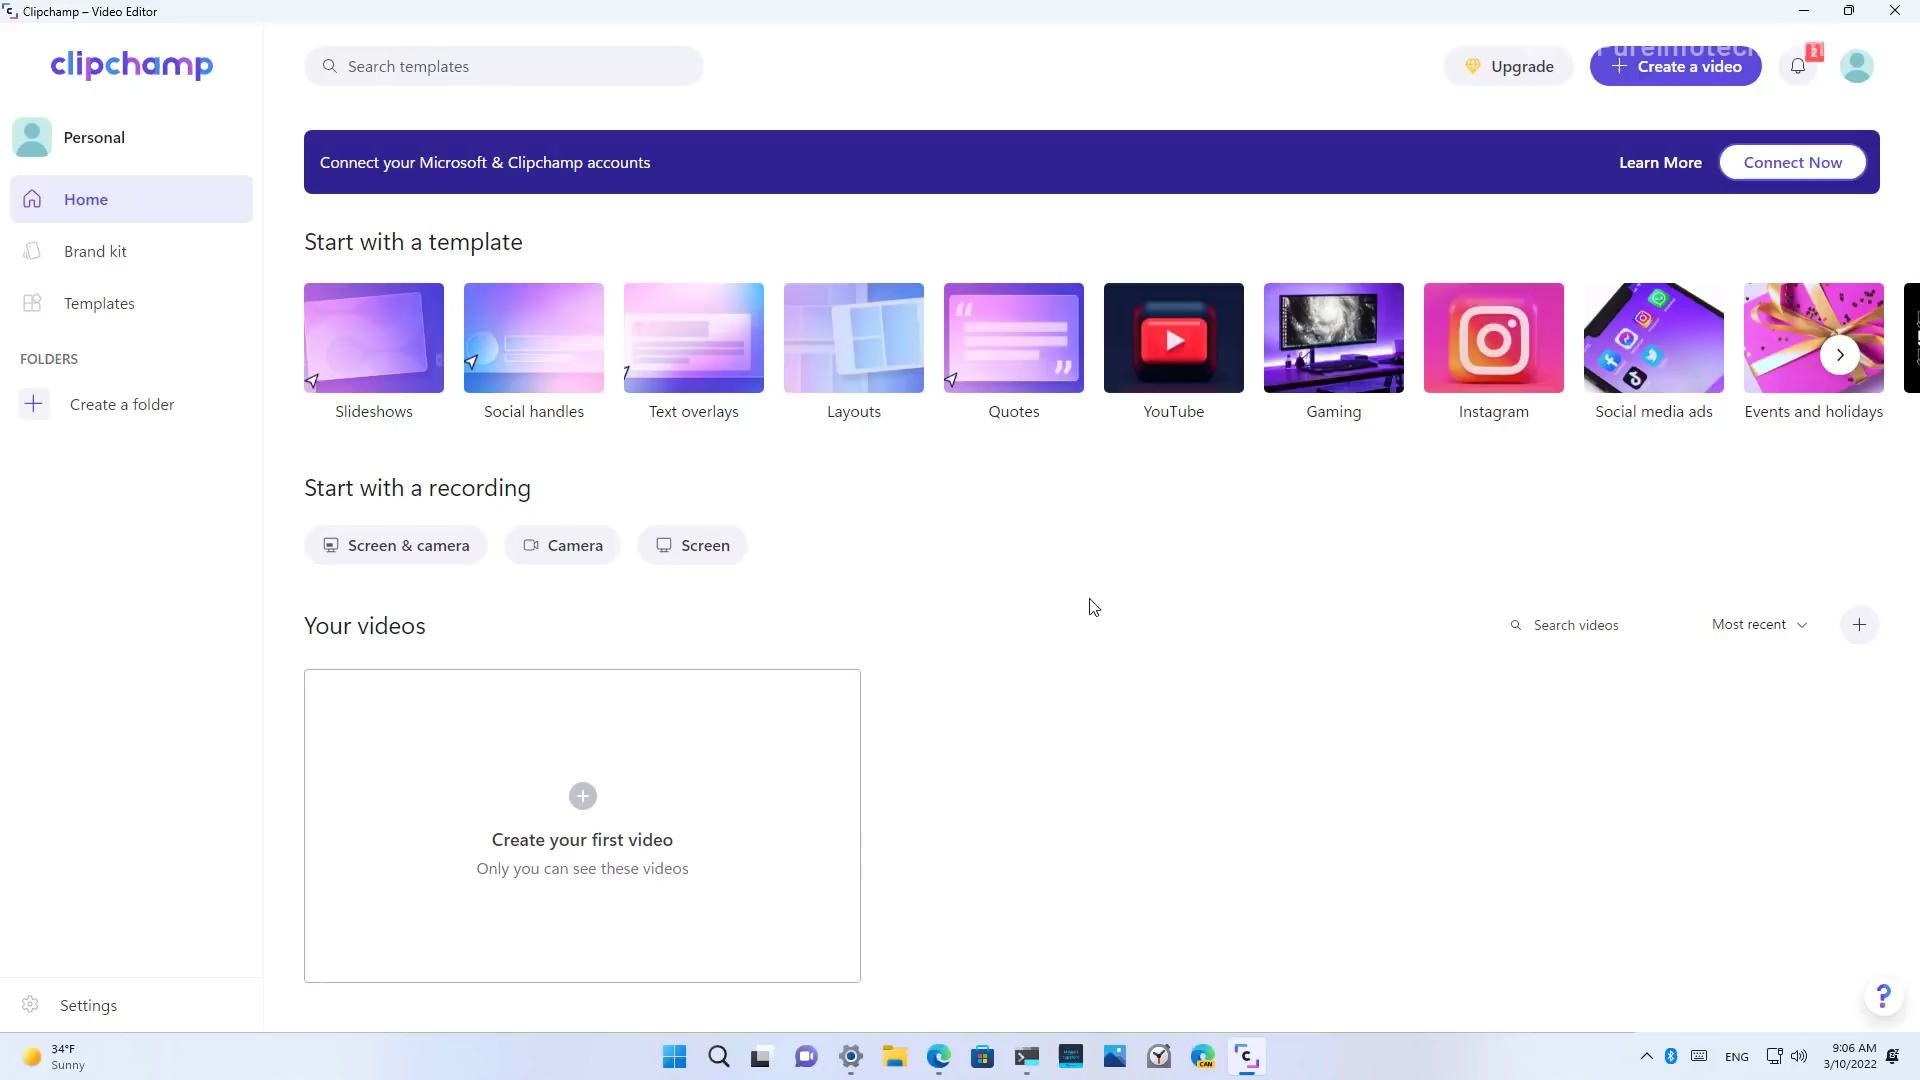 Clipchamp – Video Editor
clipchamp
Search templates
Upgrade
Pureinfotech
Create a video
2
Personal
Connect your Microsoft & Clipchamp accounts
Learn More
Connect Now
Home
Brand kit
Templates
FOLDERS
Create a folder
Start with a template
Slideshows
Social handles
Text overlays
Layouts
Quotes
YouTube
Gaming
Instagram
Social media ads
Events and holidays
Start with a recording
Screen & camera
Camera
Screen
Your videos
Search videos
Most recent
Create your first video
Only you can see these videos
Settings
?
34°F
Sunny
CAN
ENG
9:06 AM
3/10/2022